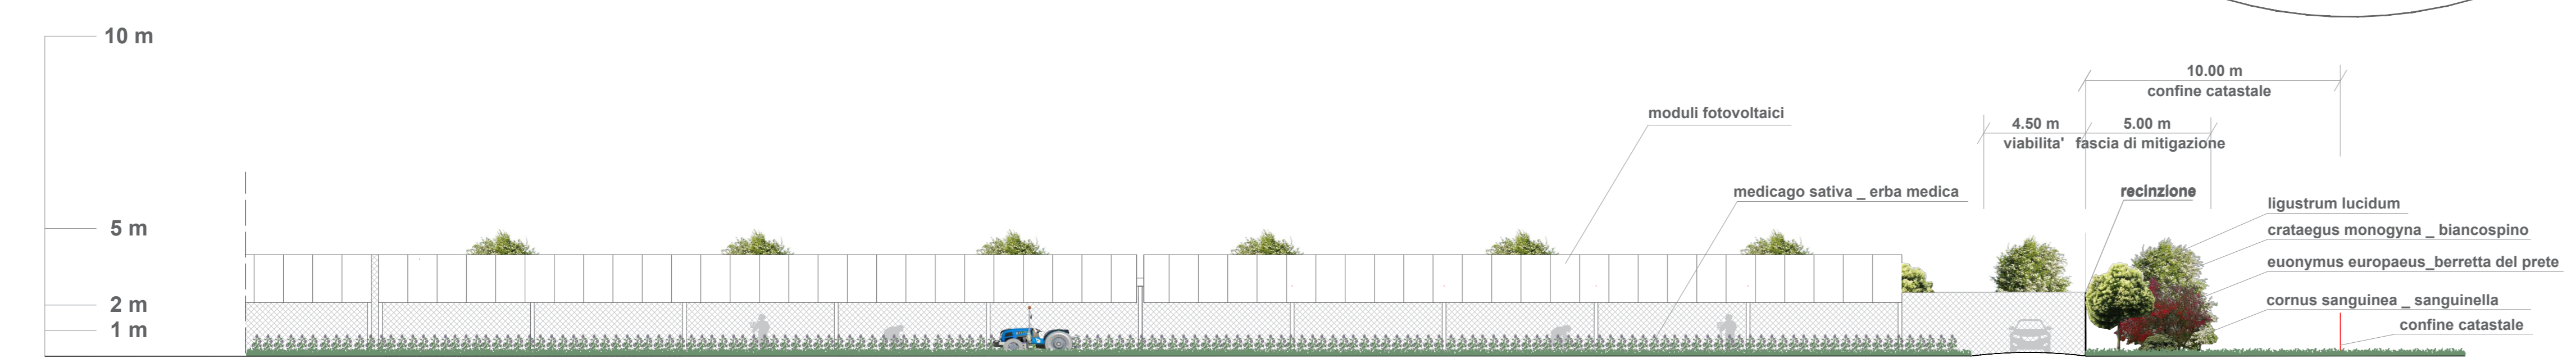 10 m
5 m
2 m
1 m
moduli fotovoltaici
medicago sativa _ erba medica
10.00 m
confine catastale
4.50 m
viabilita'
5.00 m
fascia di mitigazione
recinzione
ligustrum lucidum
crataegus monogyna _ biancospino
euonymus europaeus_berretta del prete
cornus sanguinea _ sanguinella
confine catastale